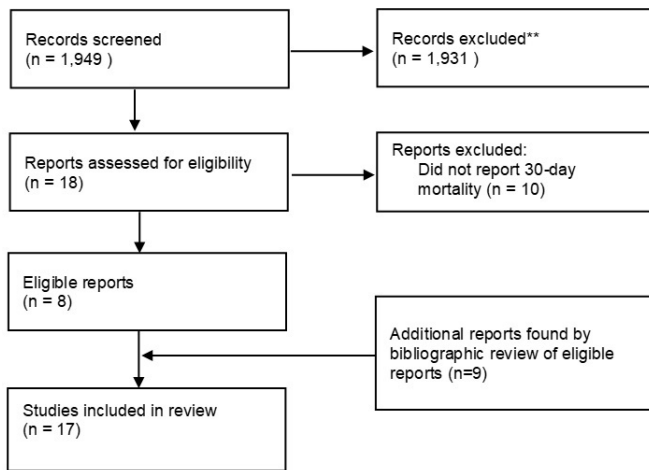 Records screened
(n = 1,949 )
Records excluded**
(n = 1,931 )
Reports assessed for eligibility
(n = 18)
Reports excluded:
Did not report 30-day
mortality (n = 10)
Eligible reports
(n = 8)
Additional reports found by
bibliographic review of eligible
reports (n=9)
Studies included in review
(n = 17)